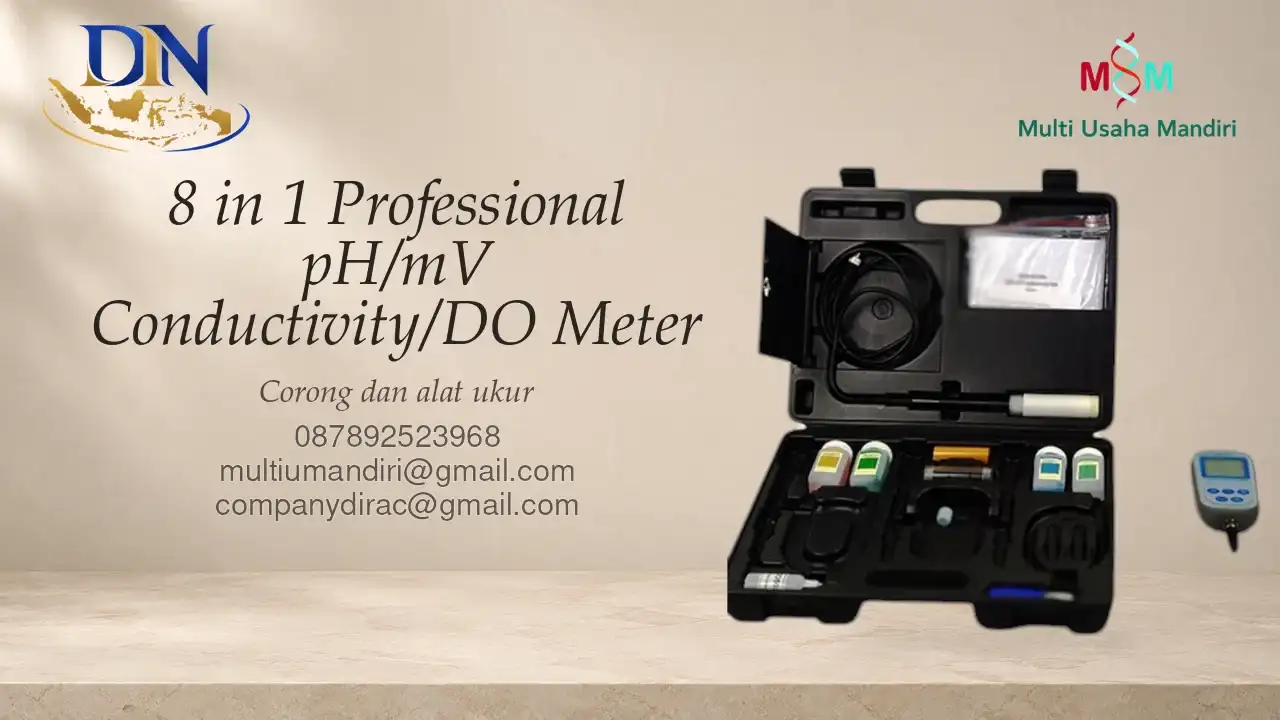 DN
MSM
Multi Usaha Mandiri
8 in 1 Professional
pH/mV
Conductivity/DO Meter
Corong dan alat ukur
087892523968
multiumandiri@gmail.com
companydirac@gmail.com